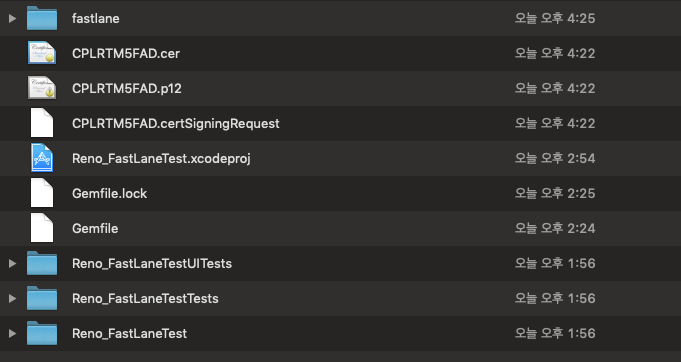 fastlane 오늘 오후 4:25
CPLRTM5FAD.cer 오늘 오후 4:22
CPLRTM5FAD.p12 오늘 오후 4:22
CPLRTM5FAD.certSigningRequest 오늘 오후 4:22
Reno_FastLaneTest.xcodeproj 오늘 오후 2:54
Gemfile.lock 오늘 오후 2:25
Gemfile 오늘 오후 2:24
Reno_FastLaneTestUITests 오늘 오후 1:56
Reno_FastLaneTestTests 오늘 오후 1:56
Reno_FastLaneTest 오늘 오후 1:56